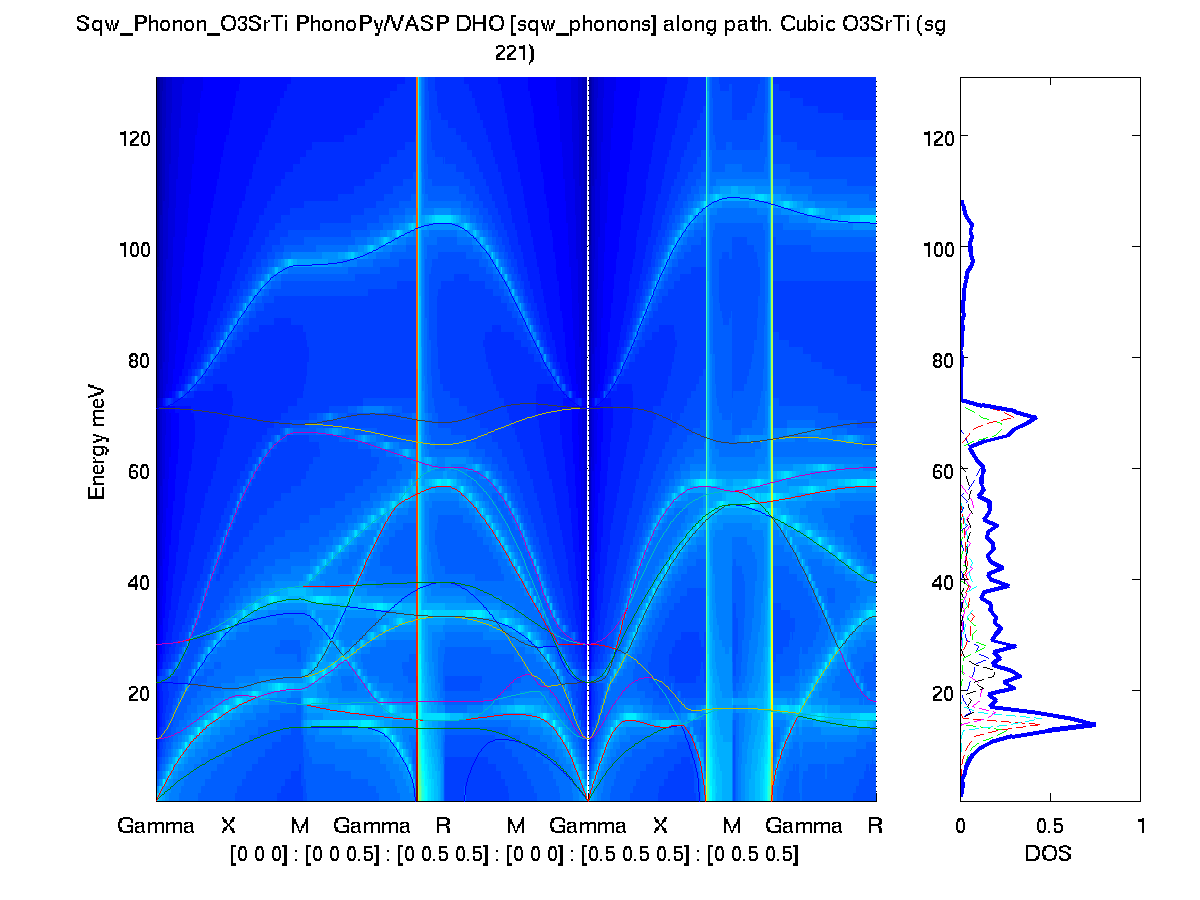 Sqw_Phonon_O3SrTi PhonoPy/VASP DHO [sqw_phonons] along path. Cubic O3SrTi (sg
221)
120
100
80
60
40
20
Energy meV
Gamma X M Gamma R M Gamma X M Gamma R
[0 0 0] : [0 0 0.5] : [0 0.5 0.5] : [0 0 0] : [0.5 0.5 0.5] : [0 0.5 0.5]
120
100
80
60
40
20
0 0.5 1
DOS